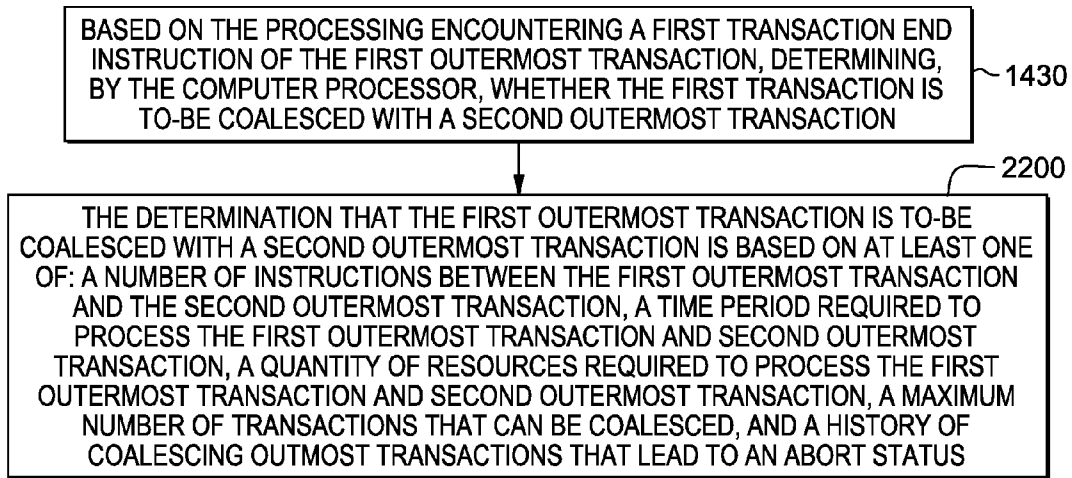 BASED ON THE PROCESSING ENCOUNTERING A FIRST TRANSACTION END
INSTRUCTION OF THE FIRST OUTERMOST TRANSACTION, DETERMINING,
BY THE COMPUTER PROCESSOR, WHETHER THE FIRST TRANSACTION IS
TO-BE COALESCED WITH A SECOND OUTERMOST TRANSACTION
1430
2200
THE DETERMINATION THAT THE FIRST OUTERMOST TRANSACTION IS TO-BE
COALESCED WITH A SECOND OUTERMOST TRANSACTION IS BASED ON AT LEAST ONE
OF: A NUMBER OF INSTRUCTIONS BETWEEN THE FIRST OUTERMOST TRANSACTION
AND THE SECOND OUTERMOST TRANSACTION, A TIME PERIOD REQUIRED TO
PROCESS THE FIRST OUTERMOST TRANSACTION AND SECOND OUTERMOST
TRANSACTION, A QUANTITY OF RESOURCES REQUIRED TO PROCESS THE FIRST
OUTERMOST TRANSACTION AND SECOND OUTERMOST TRANSACTION, A MAXIMUM
NUMBER OF TRANSACTIONS THAT CAN BE COALESCED, AND A HISTORY OF
COALESCING OUTMOST TRANSACTIONS THAT LEAD TO AN ABORT STATUS